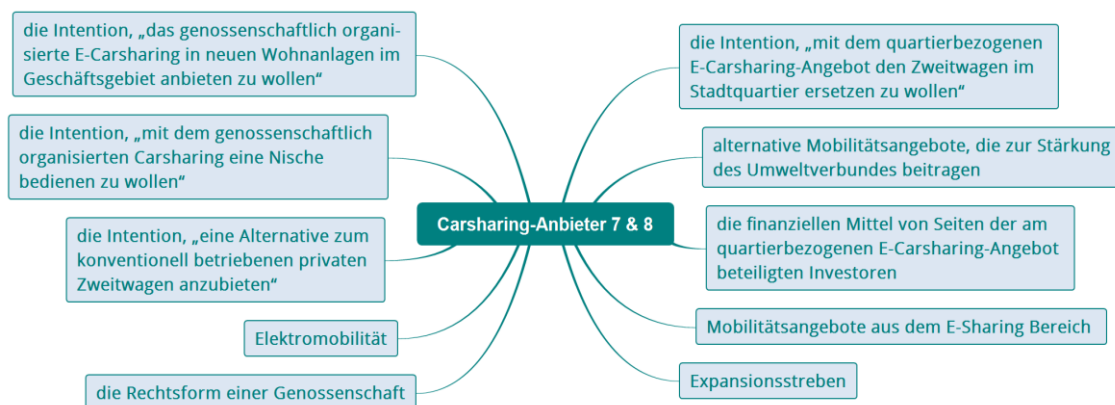 die Intention, „das genossenschaftlich organi-
sierte E-Carsharing in neuen Wohnanlagen im
Geschäftsgebiet anbieten zu wollen“
die Intention, „mit dem genossenschaftlich
organisierten Carsharing eine Nische
bedienen zu wollen“
die Intention, „eine Alternative zum
konventionell betriebenen privaten
Zweitwagen anzubieten“
Elektromobilität
die Rechtsform einer Genossenschaft
Carsharing-Anbieter 7 & 8
die Intention, „mit dem quartierbezogenen
E-Carsharing-Angebot den Zweitwagen im
Stadtquartier ersetzen zu wollen“
alternative Mobilitätsangebote, die zur Stärkung
des Umweltverbundes beitragen
die finanziellen Mittel von Seiten der am
quartierbezogenen E-Carsharing-Angebot
beteiligten Investoren
Mobilitätsangebote aus dem E-Sharing Bereich
Expansionsstreben